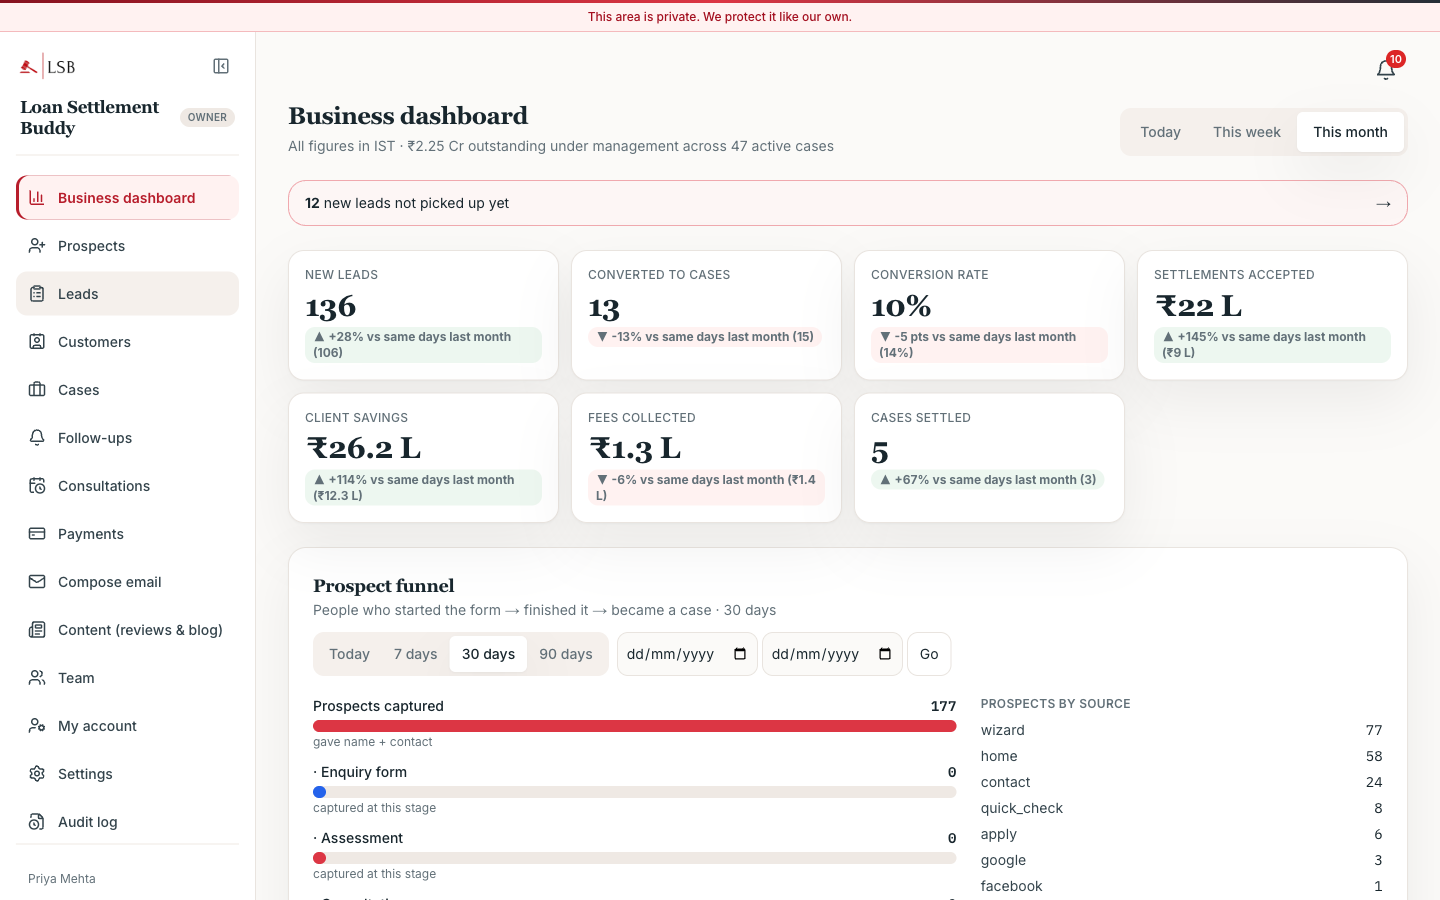 This area is private. We protect it like our own.
LSB
Loan Settlement
Buddy
OWNER
Business dashboard
Prospects
Leads
Customers
Cases
Follow-ups
Consultations
Payments
Compose email
Content (reviews & blog)
Team
My account
Settings
Audit log
Priya Mehta
10
Business dashboard
All figures in IST · ₹2.25 Cr outstanding under management across 47 active cases
Today
This week
This month
12 new leads not picked up yet →
NEW LEADS
136
▲ +28% vs same days last month
(106)
CONVERTED TO CASES
13
▼ -13% vs same days last month (15)
CONVERSION RATE
10%
▼ -5 pts vs same days last month
(14%)
SETTLEMENTS ACCEPTED
₹22 L
▲ +145% vs same days last month
(₹9 L)
CLIENT SAVINGS
₹26.2 L
▲ +114% vs same days last month
(₹12.3 L)
FEES COLLECTED
₹1.3 L
▼ -6% vs same days last month (₹1.4
L)
CASES SETTLED
5
▲ +67% vs same days last month (3)
Prospect funnel
People who started the form → finished it → became a case · 30 days
Today
7 days
30 days
90 days
dd/mm/yyyy
dd/mm/yyyy
Go
Prospects captured 177
gave name + contact
· Enquiry form 0
captured at this stage
· Assessment 0
captured at this stage
PROSPECTS BY SOURCE
wizard 77
home 58
contact 24
quick_check 8
apply 6
google 3
facebook 1